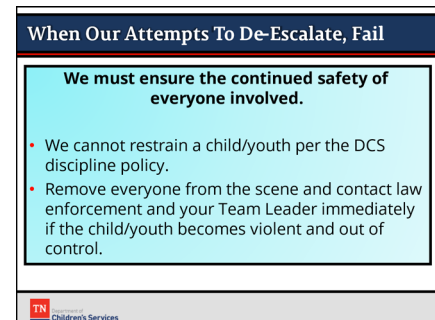 When Our Attempts To De-Escalate, Fail
We must ensure the continued safety of
everyone involved.
• We cannot restrain a child/youth per the DCS
discipline policy.
• Remove everyone from the scene and contact law
enforcement and your Team Leader immediately
if the child/youth becomes violent and out of
control.
TN
Department of
Children's Services